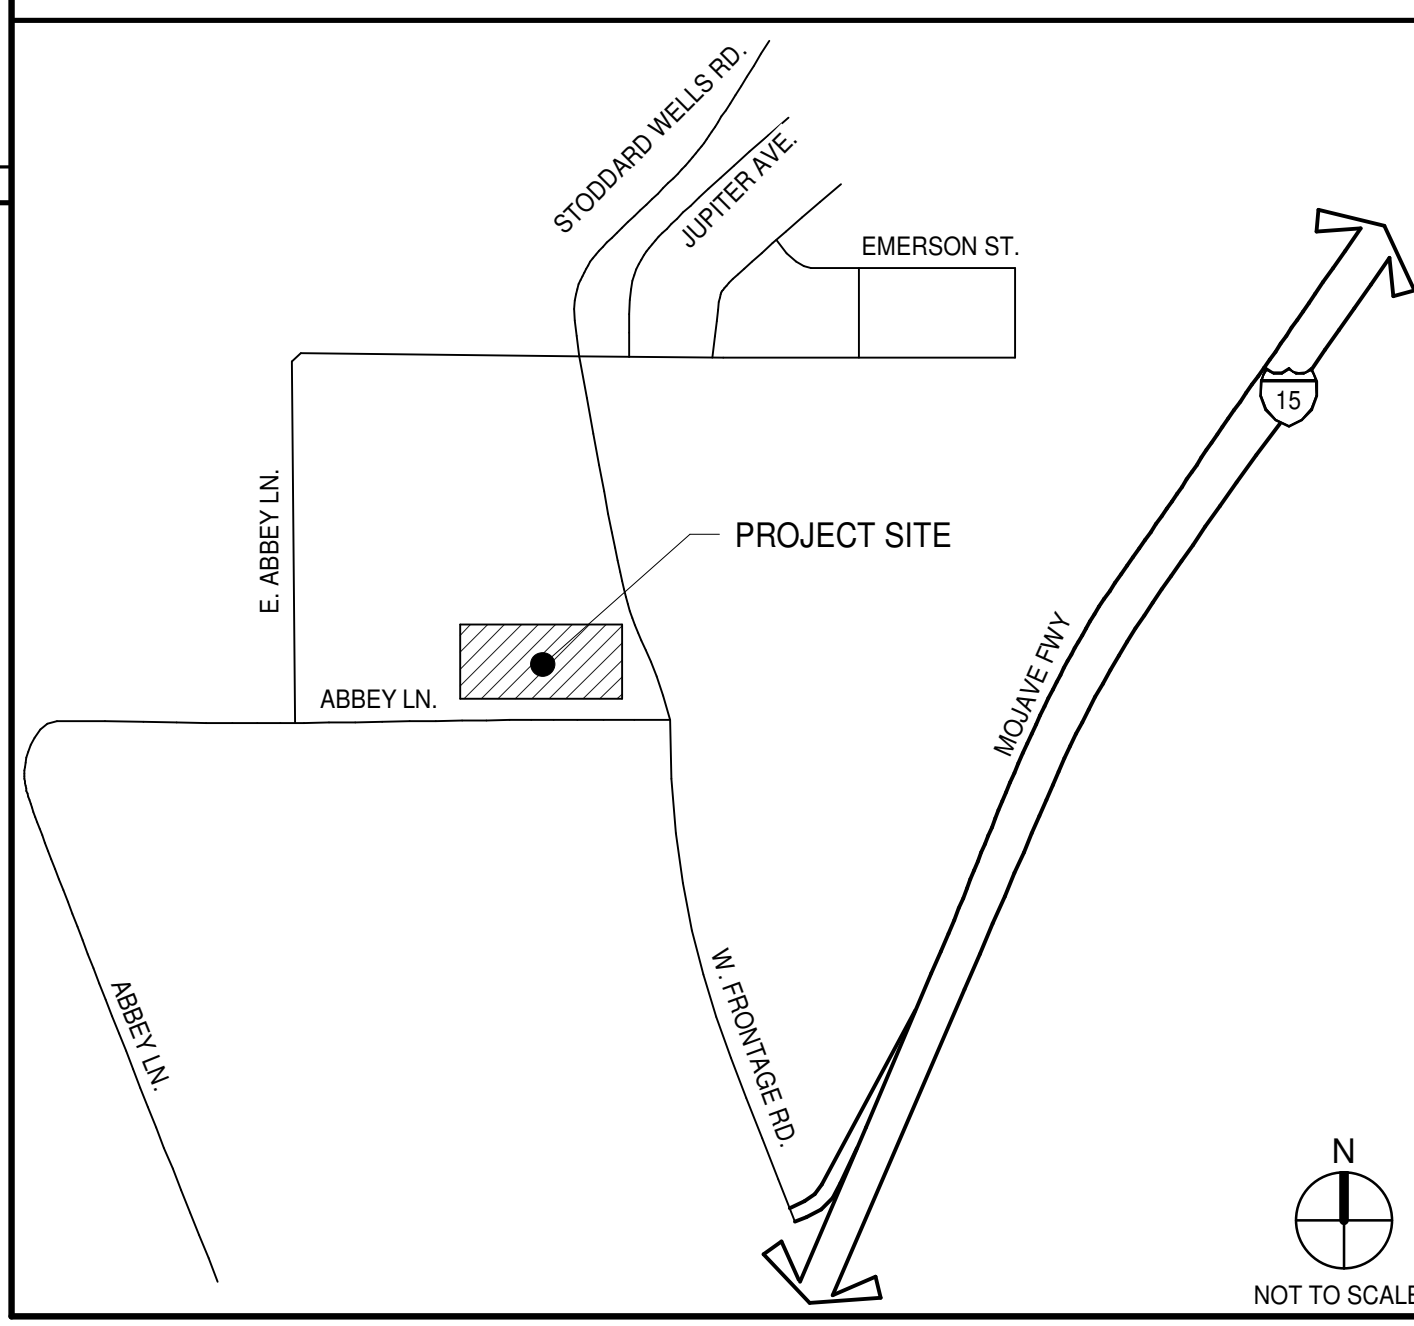 STODDARD WELLS RD.
JUPITER AVE.
EMERSON ST.
15
E. ABBEY LN.
PROJECT SITE
MOJAVE FWY
ABBEY LN.
W. FRONTAGE RD.
ABBEY LN.
N
NOT TO SCALE